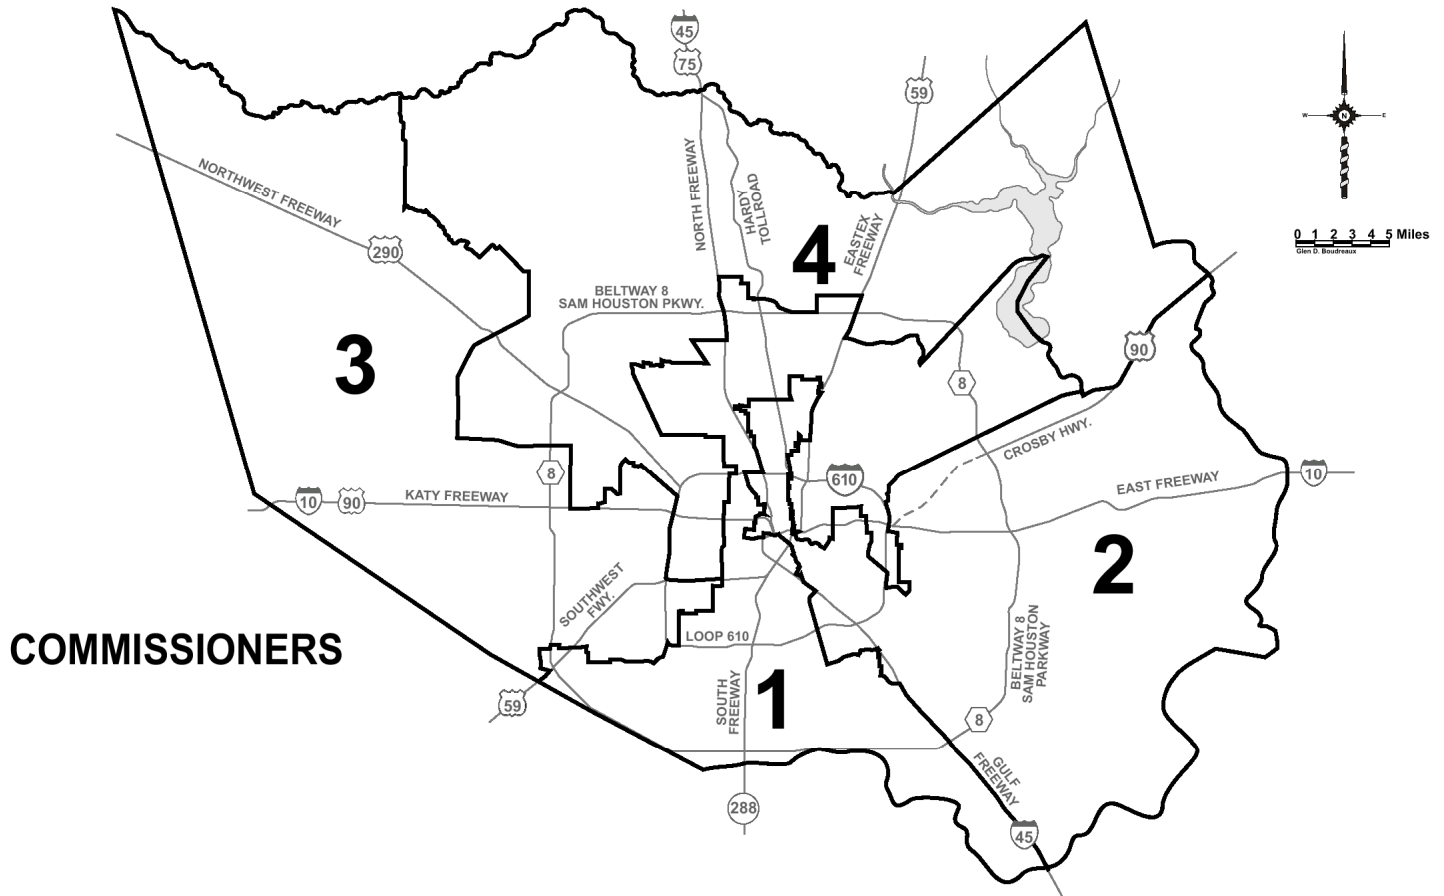 45
75
59
N
W
E
0 1 2 3 4 5 Miles
Glen D. Boudreaux
NORTHWEST FREEWAY
290
NORTH FREEWAY
HARDY
TOLLROAD
EASTEX
FREEWAY
4
BELTWAY 8
SAM HOUSTON PKWY.
3
90
8
CROSBY HWY.
8
610
10
90
KATY FREEWAY
EAST FREEWAY
10
2
SOUTHWEST
FWY.
COMMISSIONERS
LOOP 610
BELTWAY 8
SAM HOUSTON
PARKWAY
59
SOUTH
FREEWAY
1
8
GULF
FREEWAY
288
45